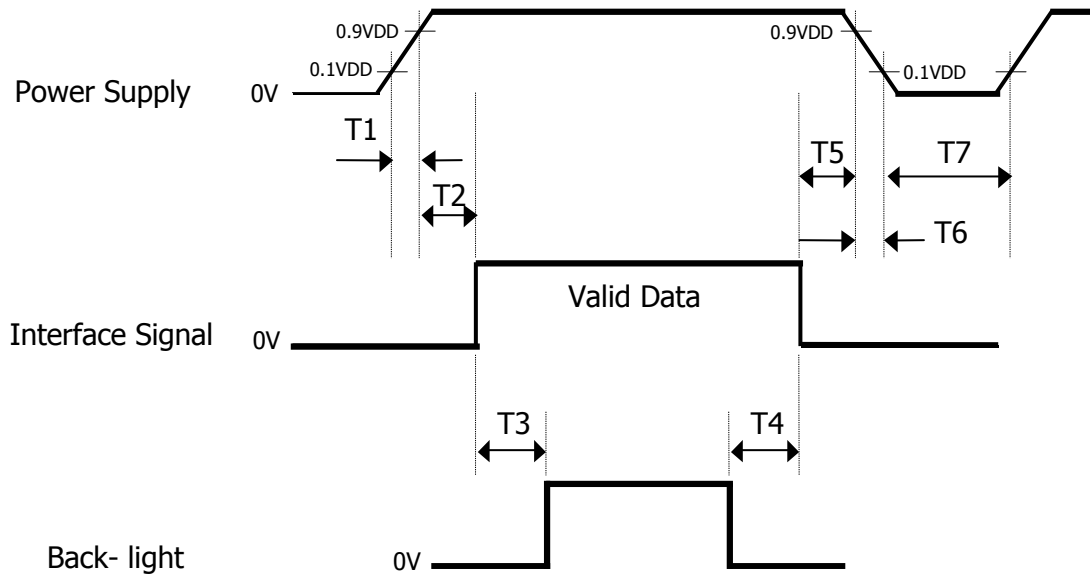 0.9VDD
0.9VDD
0.1VDD
0.1VDD
Power Supply
0V
T1
T2
T5
T7
T6
Valid Data
Interface Signal
0V
T3
T4
Back- light
0V